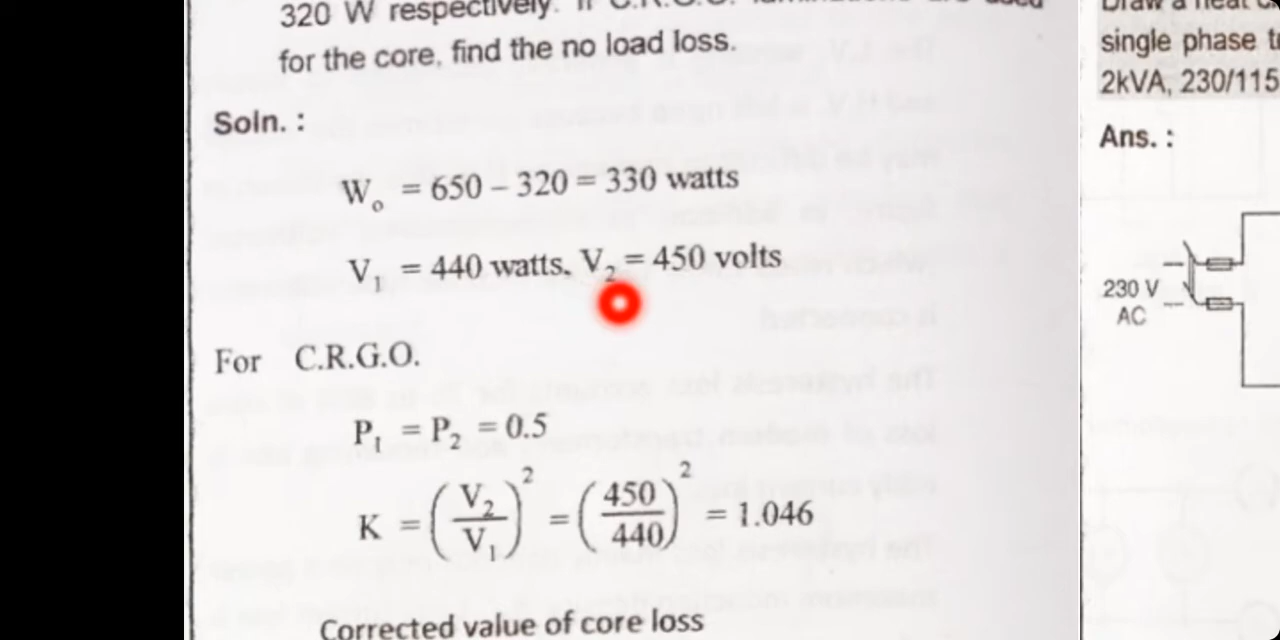 320 W respectively. If C.R.G.O. laminations are used
for the core, find the no load loss.
Soln. :
W₀ = 650 – 320 = 330 watts
V₁ = 440 watts, V₂ = 450 volts
For C.R.G.O.
P₁ = P₂ = 0.5
K = (V₂/V₁)² = (450/440)² = 1.046
Corrected value of core loss
single phase
2kVA, 230/115
Ans. :
230 V
AC